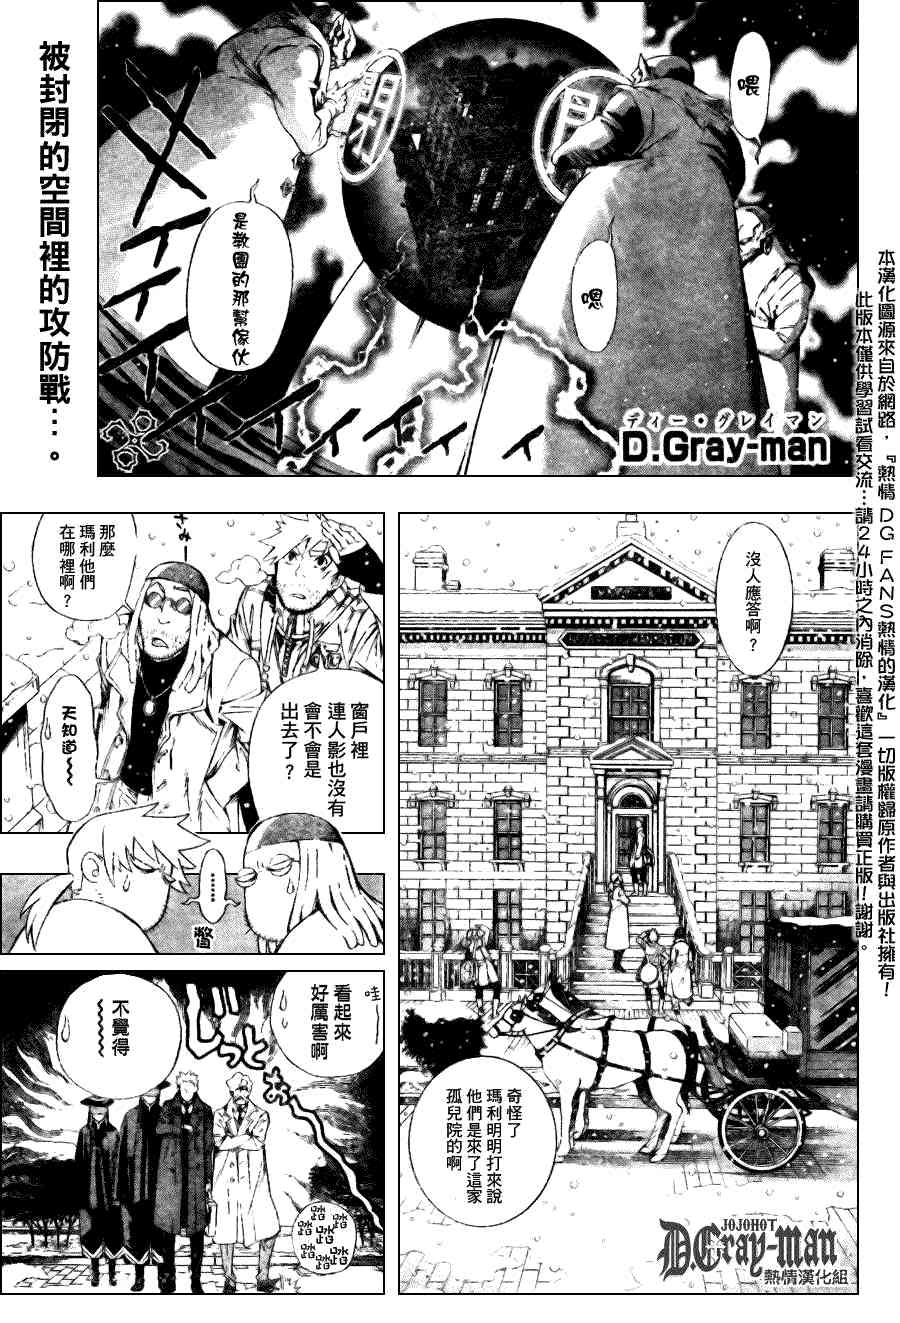 被封閉的空間裡的攻防戰…。
喂
嗯
是教團的那幫傢伙
閉
ディー・グレイマン
D.Gray-man
本漢化圖源來自於網路，『熱情DG FANS熱情的漢化』一切版權歸原作者與出版社擁有！
此版本僅供學習試看交流…請24小時之內消除，喜歡這套漫畫請購買正版！謝謝。
沒人應答啊？
奇怪了
瑪利明明打來說
他們是來了這家
孤兒院的啊
JOJOHOT
D.Gray-man
熱情漢化組
窗戶裡
連人影也沒有
會不會是
出去了？
那麼
瑪利他們
在哪裡啊？
天知道〜〜
……
瞥
哇
看起來
好厲害啊
不覺得
〜〜
じっとぉ
踏
踏
踏
踏
踏
踏
踏